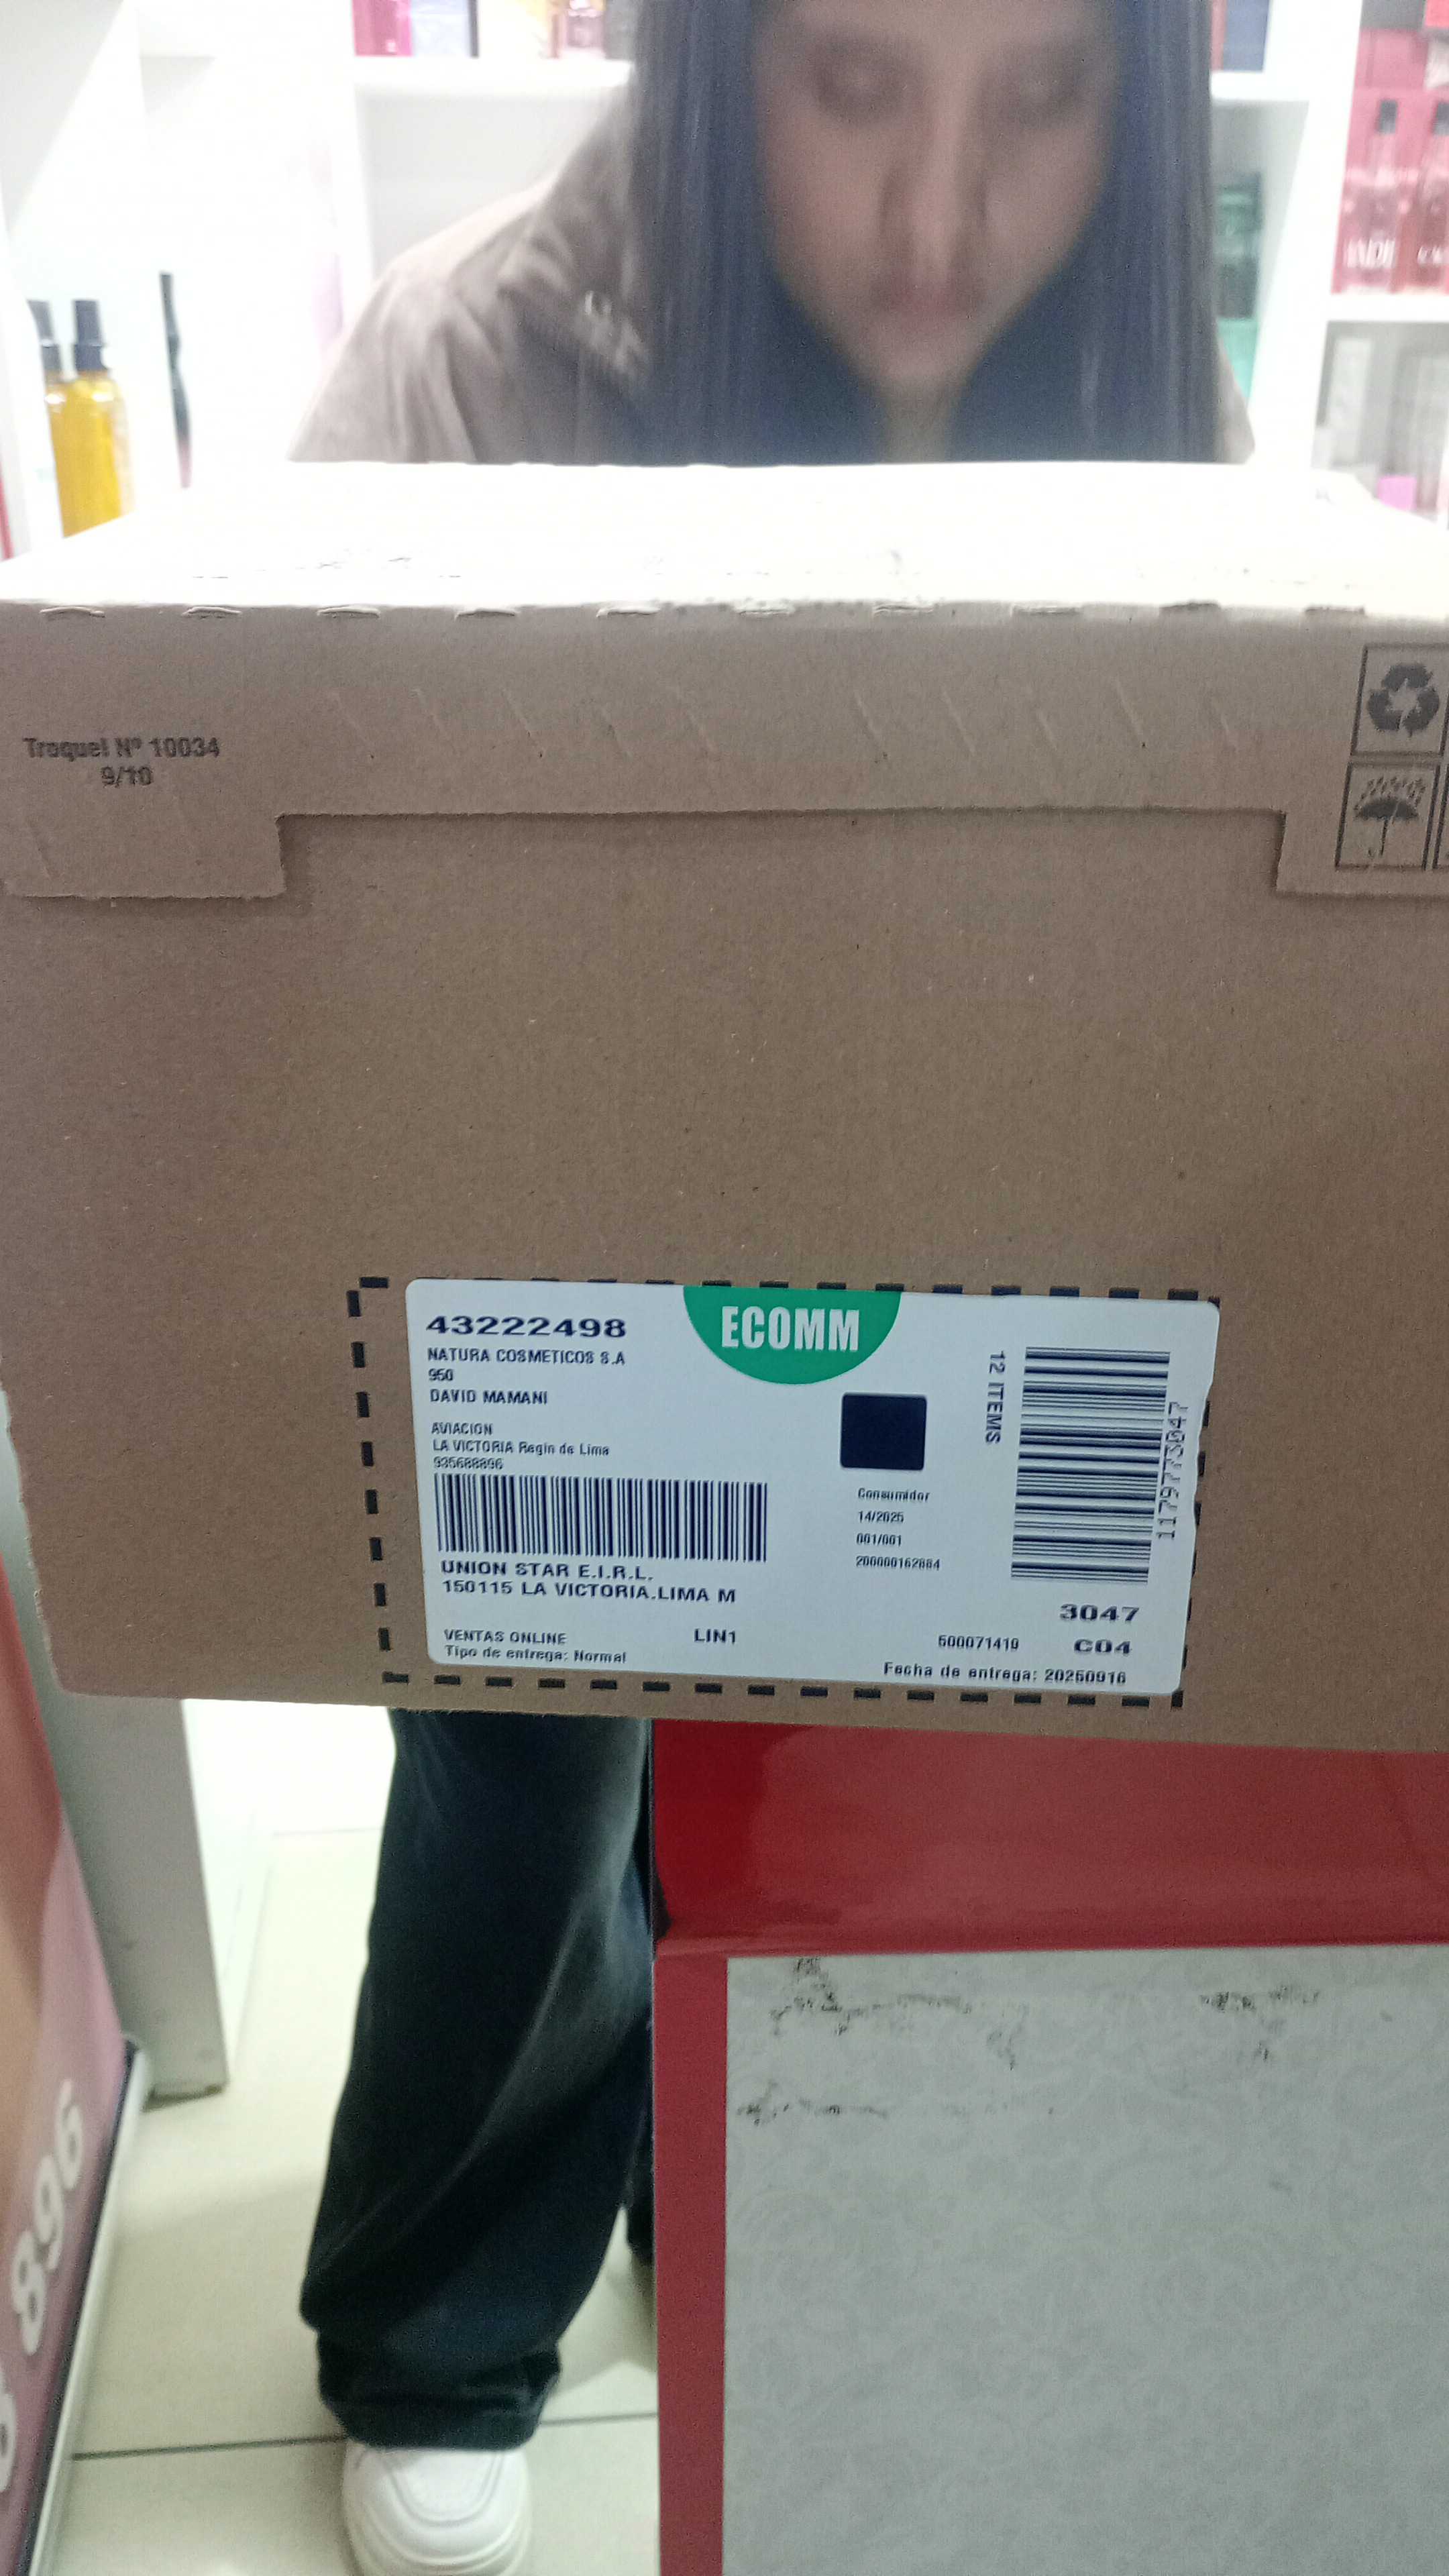 Troquel Nº 10034
9/10
ECOMM
43222498
NATURA COSMETICOS S.A
950
DAVID MAMANI
AVIACION
LA VICTORIA Regin de Lima
935688896
12 ITEMS
1179773047
Consumidor
14/2025
001/001
200000162884
UNION STAR E.I.R.L.
150115 LA VICTORIA.LIMA M
3047
VENTAS ONLINE
LIN1
500071419
C04
Tipo de entrega: Normal
Fecha de entrega: 20250916
896